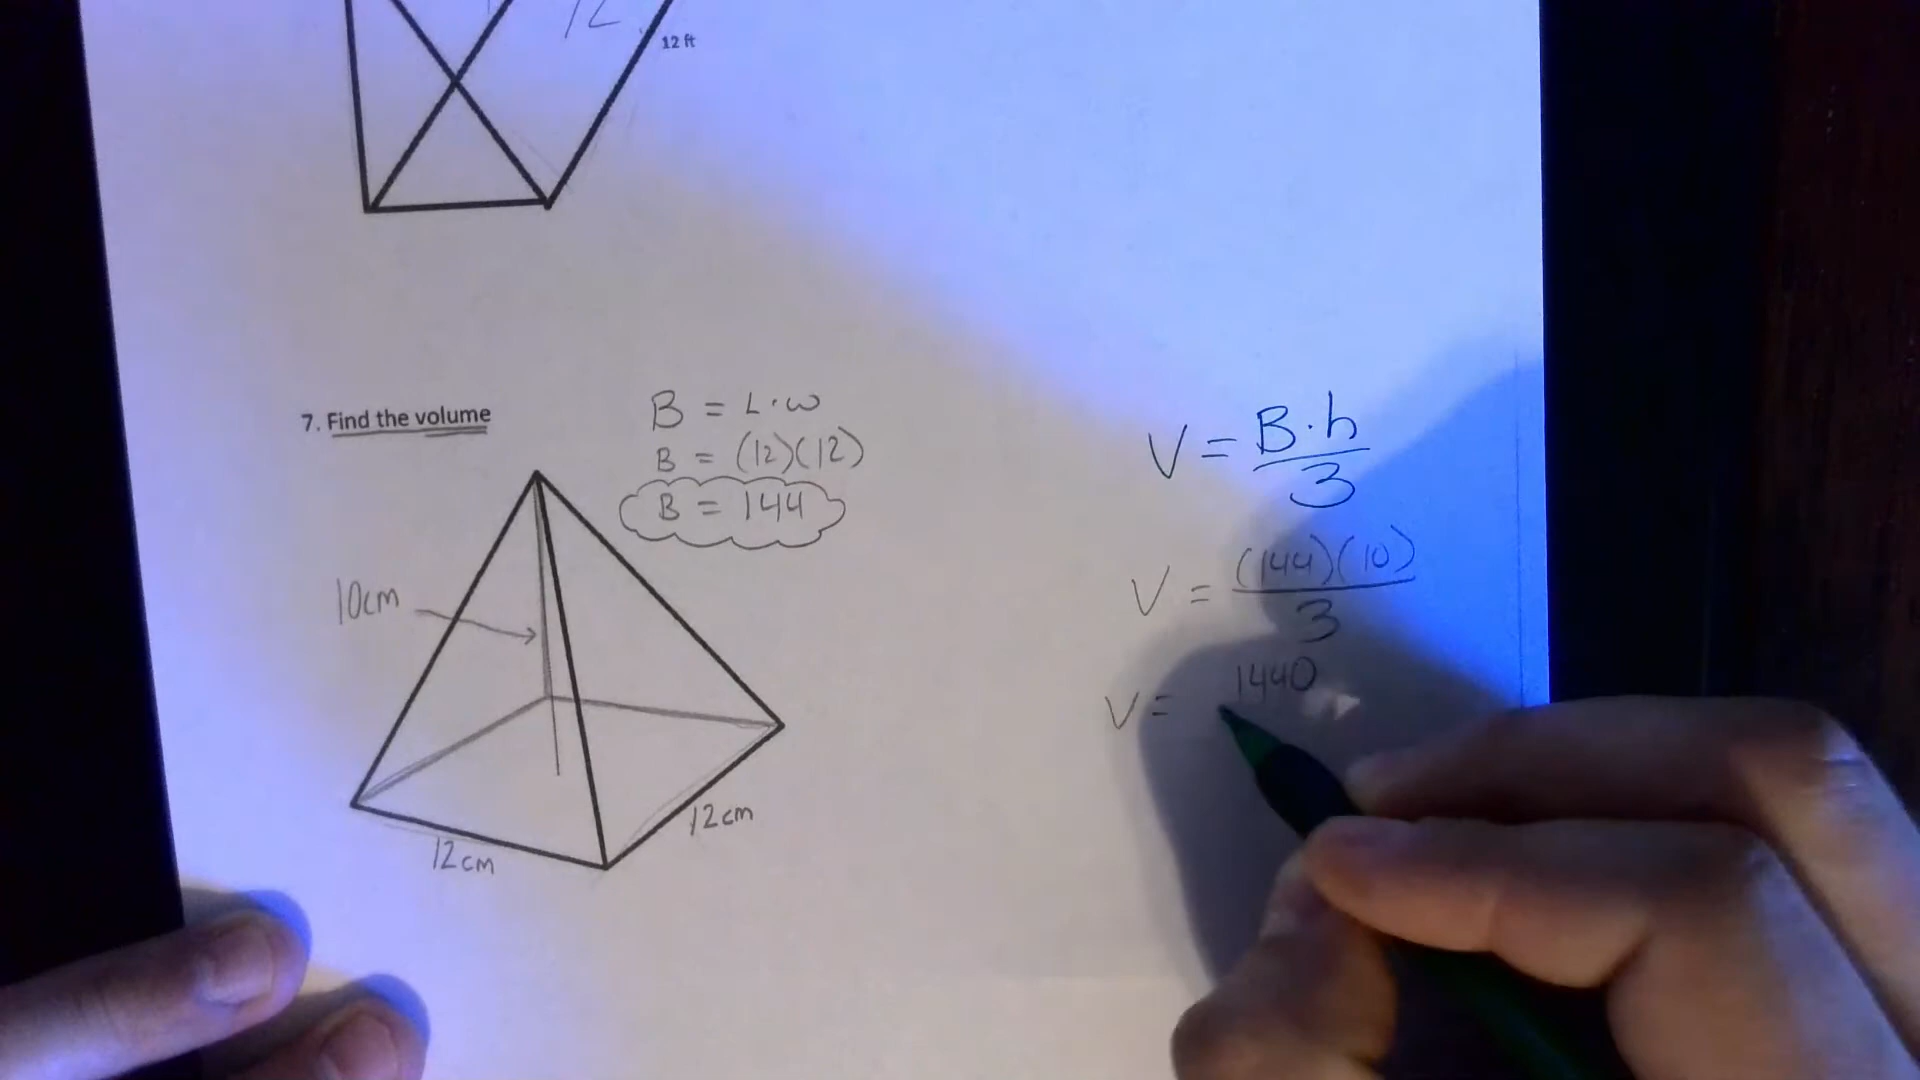 12
12 ft
7. Find the volume
B = L·w
B = (12)(12)
B = 144
10cm
12cm
12cm
V = B·h
3
V = (144)(10)
3
V = 1440